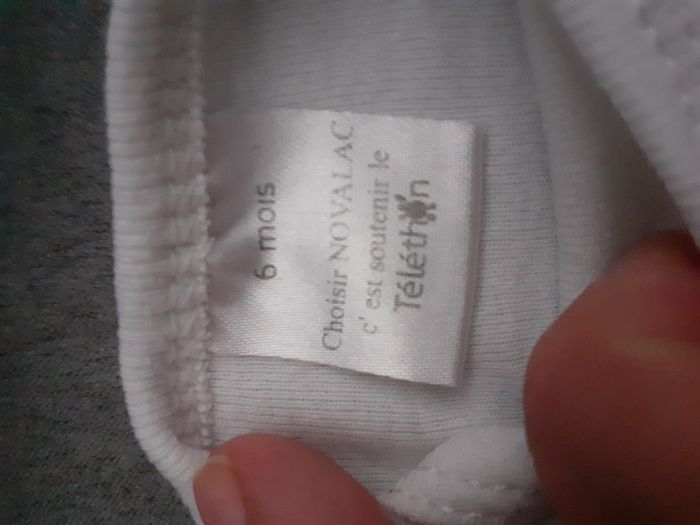 6 mois
Choisir NOVALAC
c' est soutenir le
Téléthon